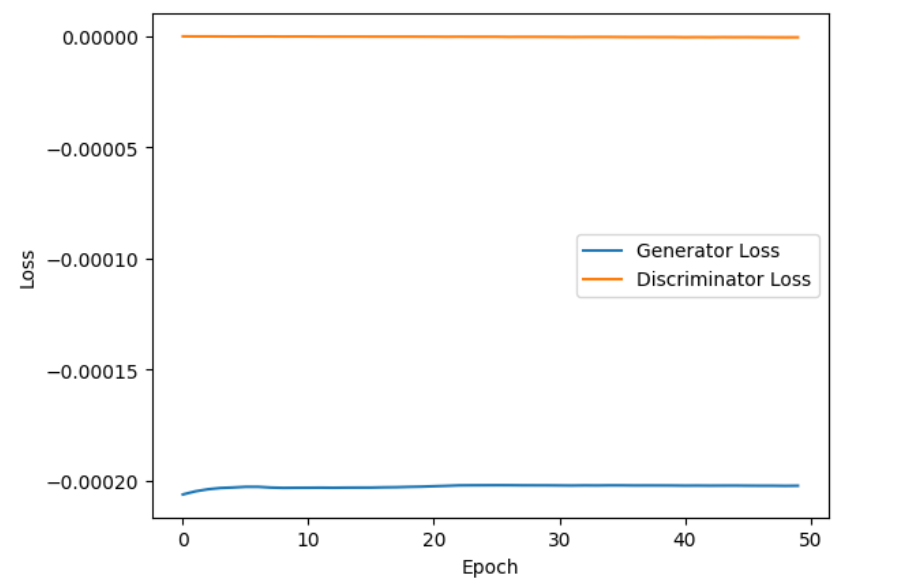 0.00000
−0.00005
−0.00010
−0.00015
−0.00020
Loss
Generator Loss
Discriminator Loss
0 10 20 30 40 50
Epoch